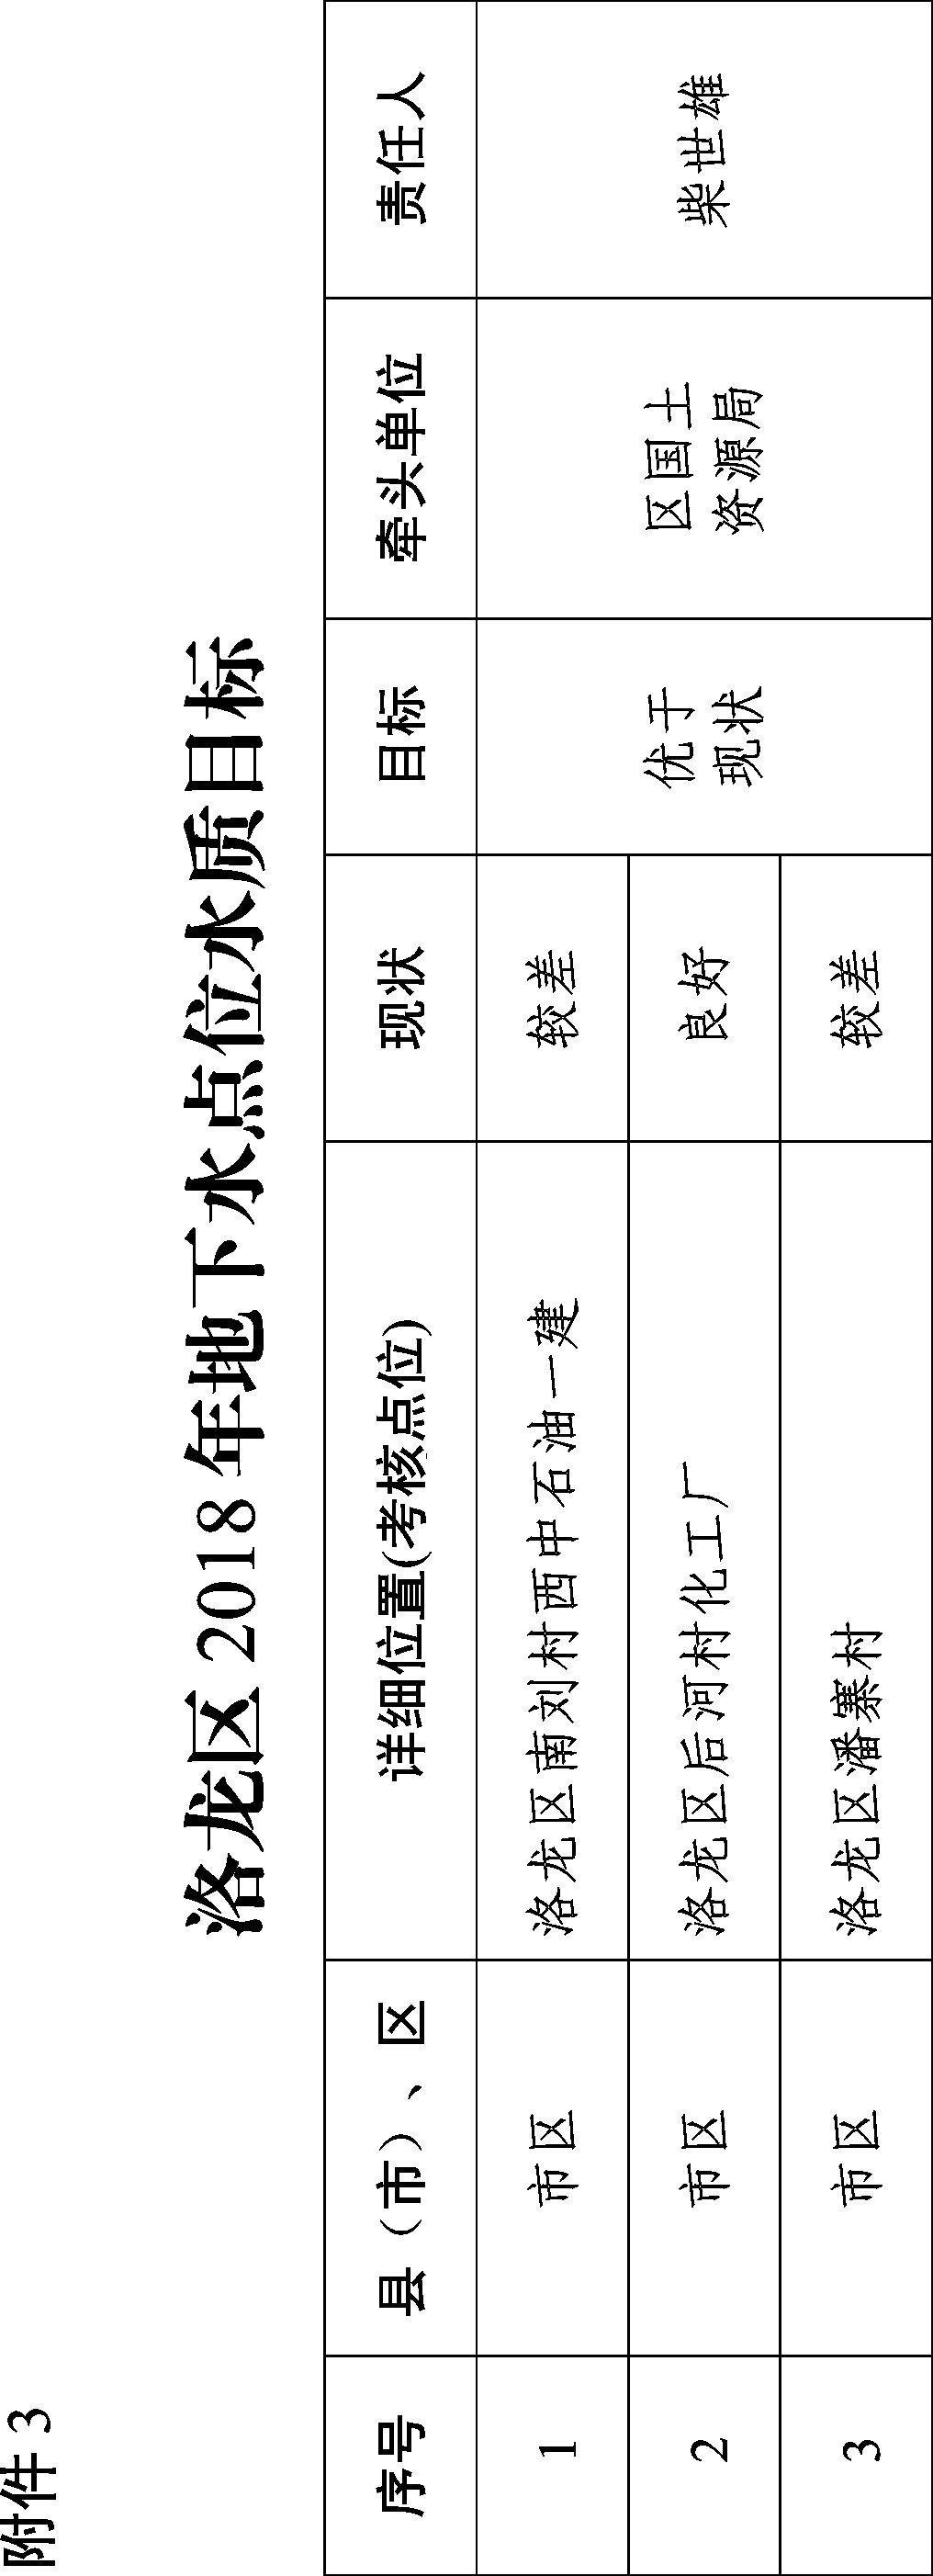 附件 3
洛龙区 2018 年地下水点位水质目标
序号 县（市）、区 详细位置(考核点位) 现状 目标 牵头单位 责任人
1 市区 洛龙区南刘村西中石油一建 较差 优于现状 区国土资源局 柴世雄
2 市区 洛龙区后河村化工厂 良好
3 市区 洛龙区潘寨村 较差